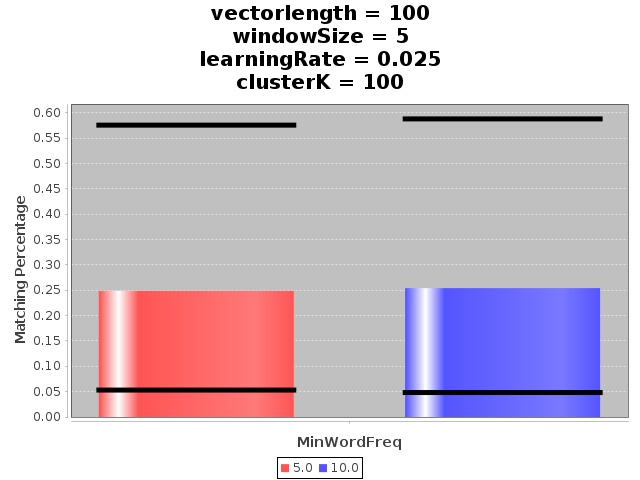 vectorlength = 100
windowSize = 5
learningRate = 0.025
clusterK = 100
Matching Percentage
0.60
0.55
0.50
0.45
0.40
0.35
0.30
0.25
0.20
0.15
0.10
0.05
0.00
MinWordFreq
5.0 10.0